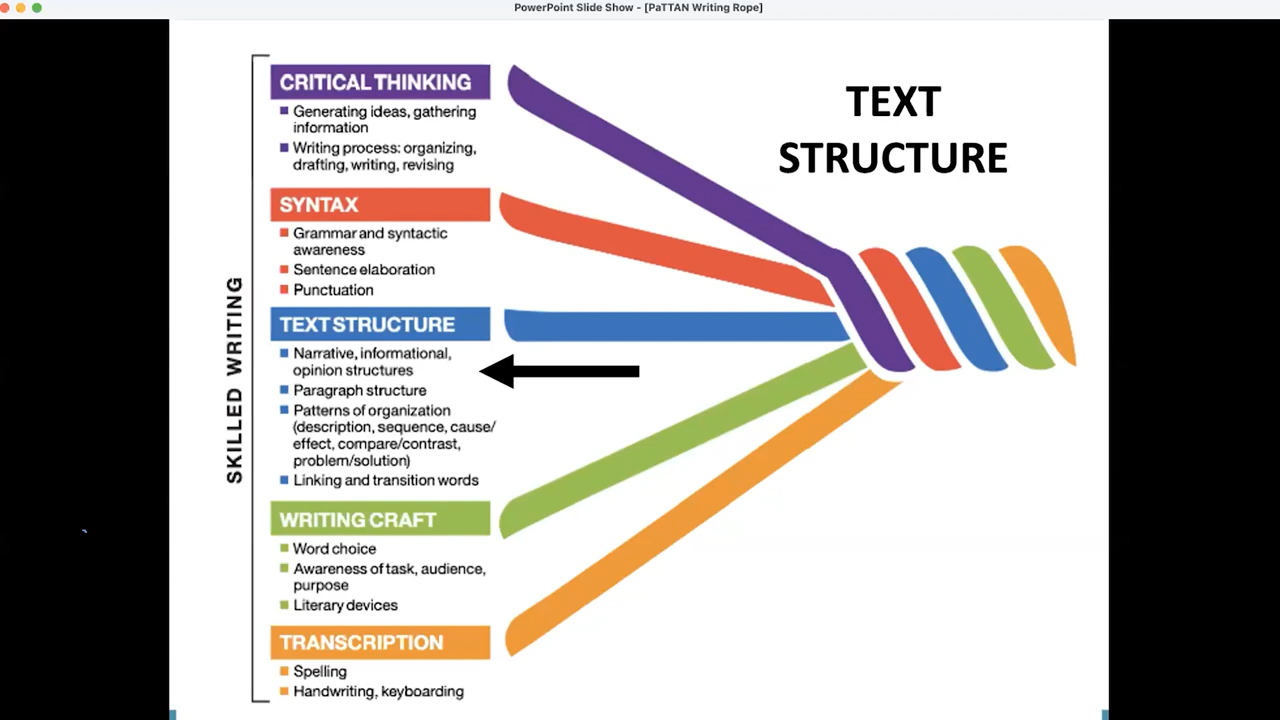 PowerPoint Slide Show - [PaTTAN Writing Rope]
TEXT
STRUCTURE
SKILLED WRITING
CRITICAL THINKING
Generating ideas, gathering
information
Writing process: organizing,
drafting, writing, revising
SYNTAX
Grammar and syntactic
awareness
Sentence elaboration
Punctuation
TEXT STRUCTURE
Narrative, informational,
opinion structures
Paragraph structure
Patterns of organization
(description, sequence, cause/
effect, compare/contrast,
problem/solution)
Linking and transition words
WRITING CRAFT
Word choice
Awareness of task, audience,
purpose
Literary devices
TRANSCRIPTION
Spelling
Handwriting, keyboarding